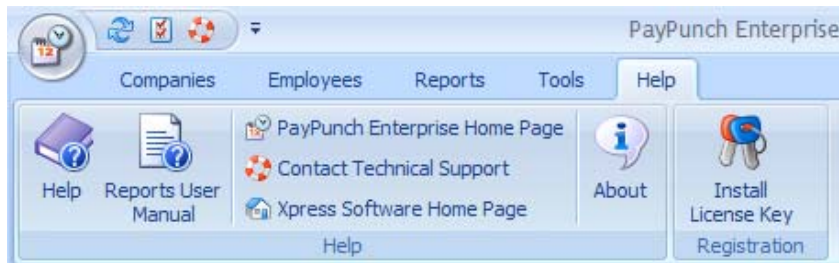 PayPunch Enterprise
12
Companies Employees Reports Tools Help
Help
Reports User
Manual
PayPunch Enterprise Home Page
Contact Technical Support
Xpress Software Home Page
About
Install
License Key
Help
Registration